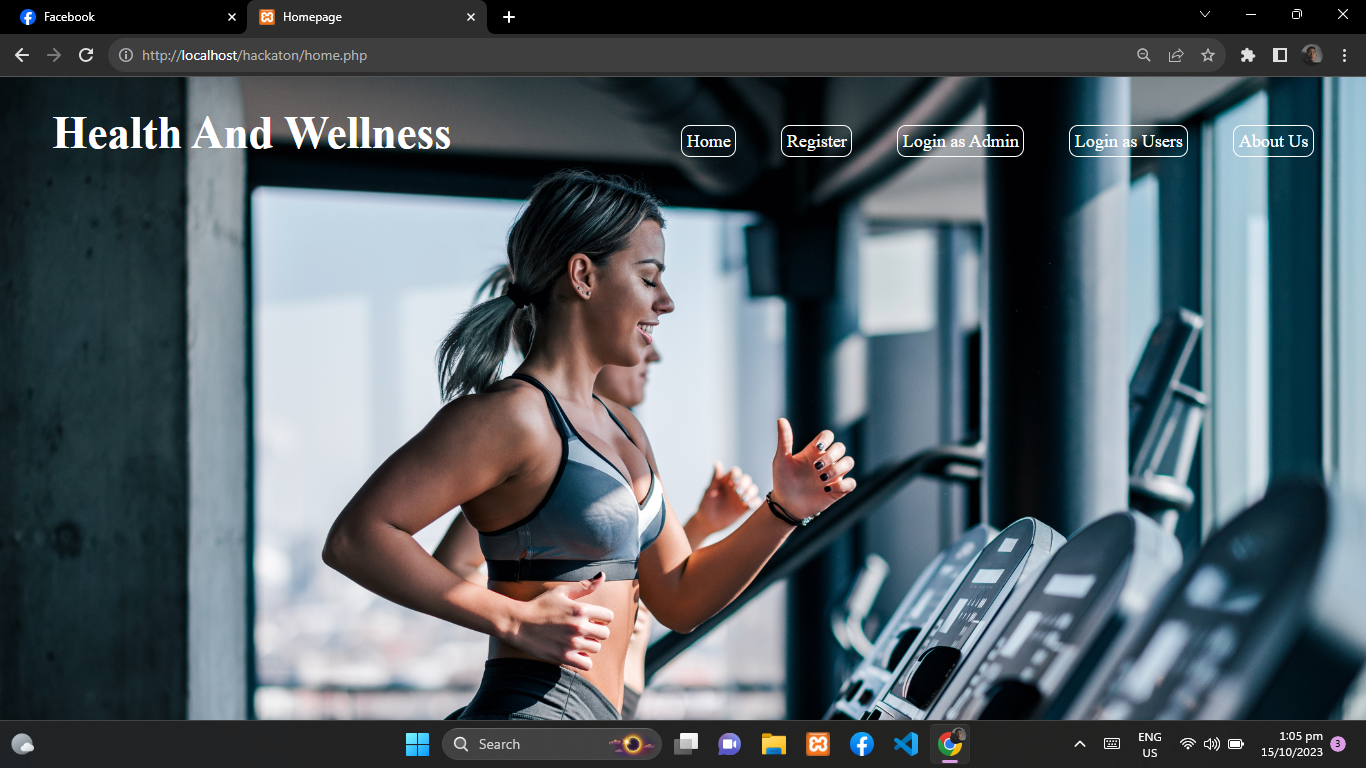 Facebook
Homepage
http://localhost/hackaton/home.php
Health And Wellness
Home
Register
Login as Admin
Login as Users
About Us
Search
ENG
US
1:05 pm
15/10/2023
3